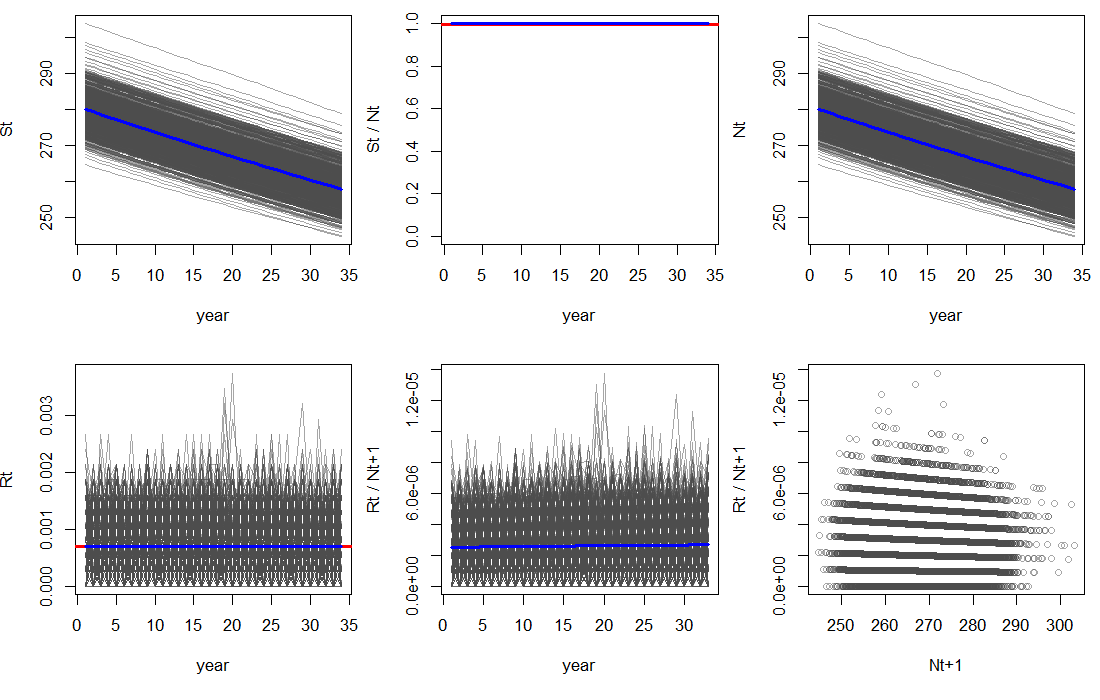 St
290
270
250
0 5 10 15 20 25 30 35
year
St / Nt
1.0
0.8
0.6
0.4
0.2
0.0
0 5 10 15 20 25 30 35
year
Nt
290
270
250
0 5 10 15 20 25 30 35
year
Rt
0.003
0.002
0.001
0.000
0 5 10 15 20 25 30 35
year
Rt / Nt+1
1.2e-05
6.0e-06
0.0e+00
0 5 10 15 20 25 30
year
Rt / Nt+1
1.2e-05
6.0e-06
0.0e+00
250 260 270 280 290 300
Nt+1